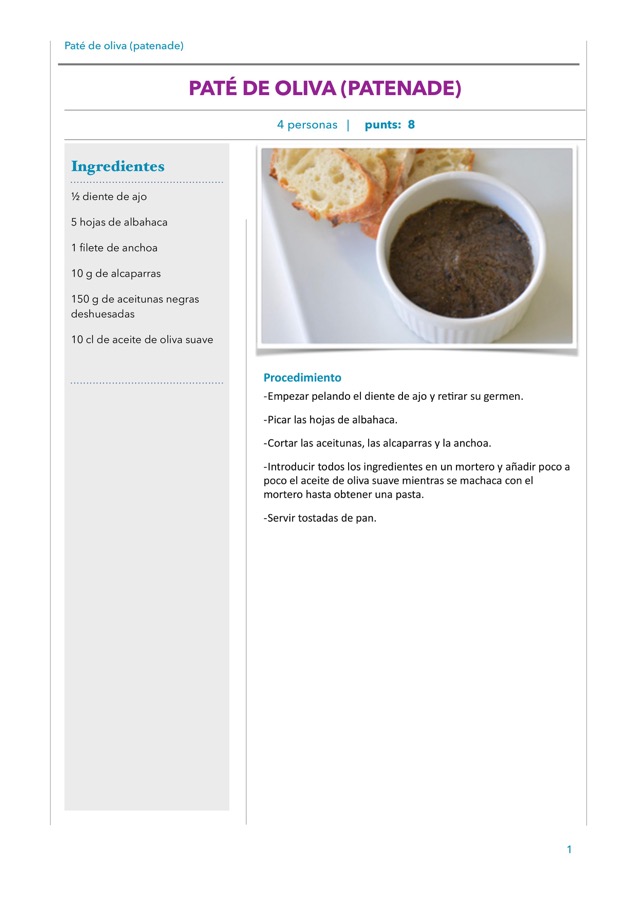 Paté de oliva (patenade)
PATÉ DE OLIVA (PATENADE)
4 personas | punts: 8
Ingredientes
½ diente de ajo
5 hojas de albahaca
1 filete de anchoa
10 g de alcaparras
150 g de aceitunas negras
deshuesadas
10 cl de aceite de oliva suave
Procedimiento
-Empezar pelando el diente de ajo y retirar su germen.
-Picar las hojas de albahaca.
-Cortar las aceitunas, las alcaparras y la anchoa.
-Introducir todos los ingredientes en un mortero y añadir poco a
poco el aceite de oliva suave mientras se machaca con el
mortero hasta obtener una pasta.
-Servir tostadas de pan.
1